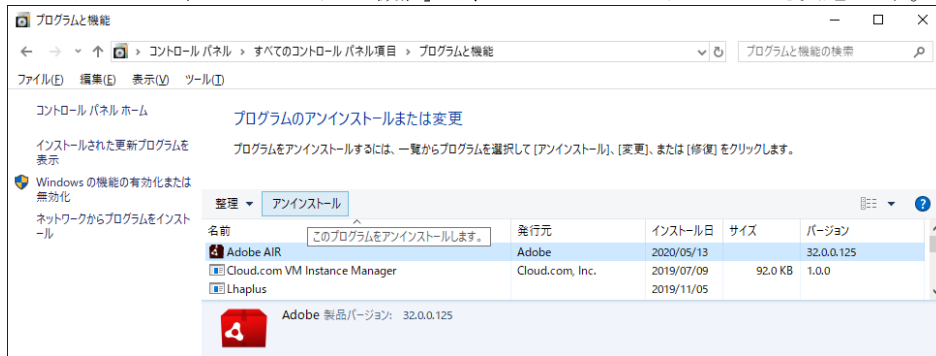 プログラムと機能
コントロール パネル › すべてのコントロール パネル項目 › プログラムと機能
プログラムと機能の検索
ファイル(F) 編集(E) 表示(V) ツール(T)
コントロール パネル ホーム
インストールされた更新プログラムを
表示
Windows の機能の有効化または
無効化
ネットワークからプログラムをインスト
ール
プログラムのアンインストールまたは変更
プログラムをアンインストールするには、一覧からプログラムを選択して [アンインストール]、[変更]、または [修復] をクリックします。
整理 アンインストール
名前 発行元 インストール日 サイズ バージョン
このプログラムをアンインストールします。
Adobe AIR Adobe 2020/05/13 32.0.0.125
Cloud.com VM Instance Manager Cloud.com, Inc. 2019/07/09 92.0 KB 1.0.0
Lhaplus 2019/11/05
Adobe 製品バージョン: 32.0.0.125